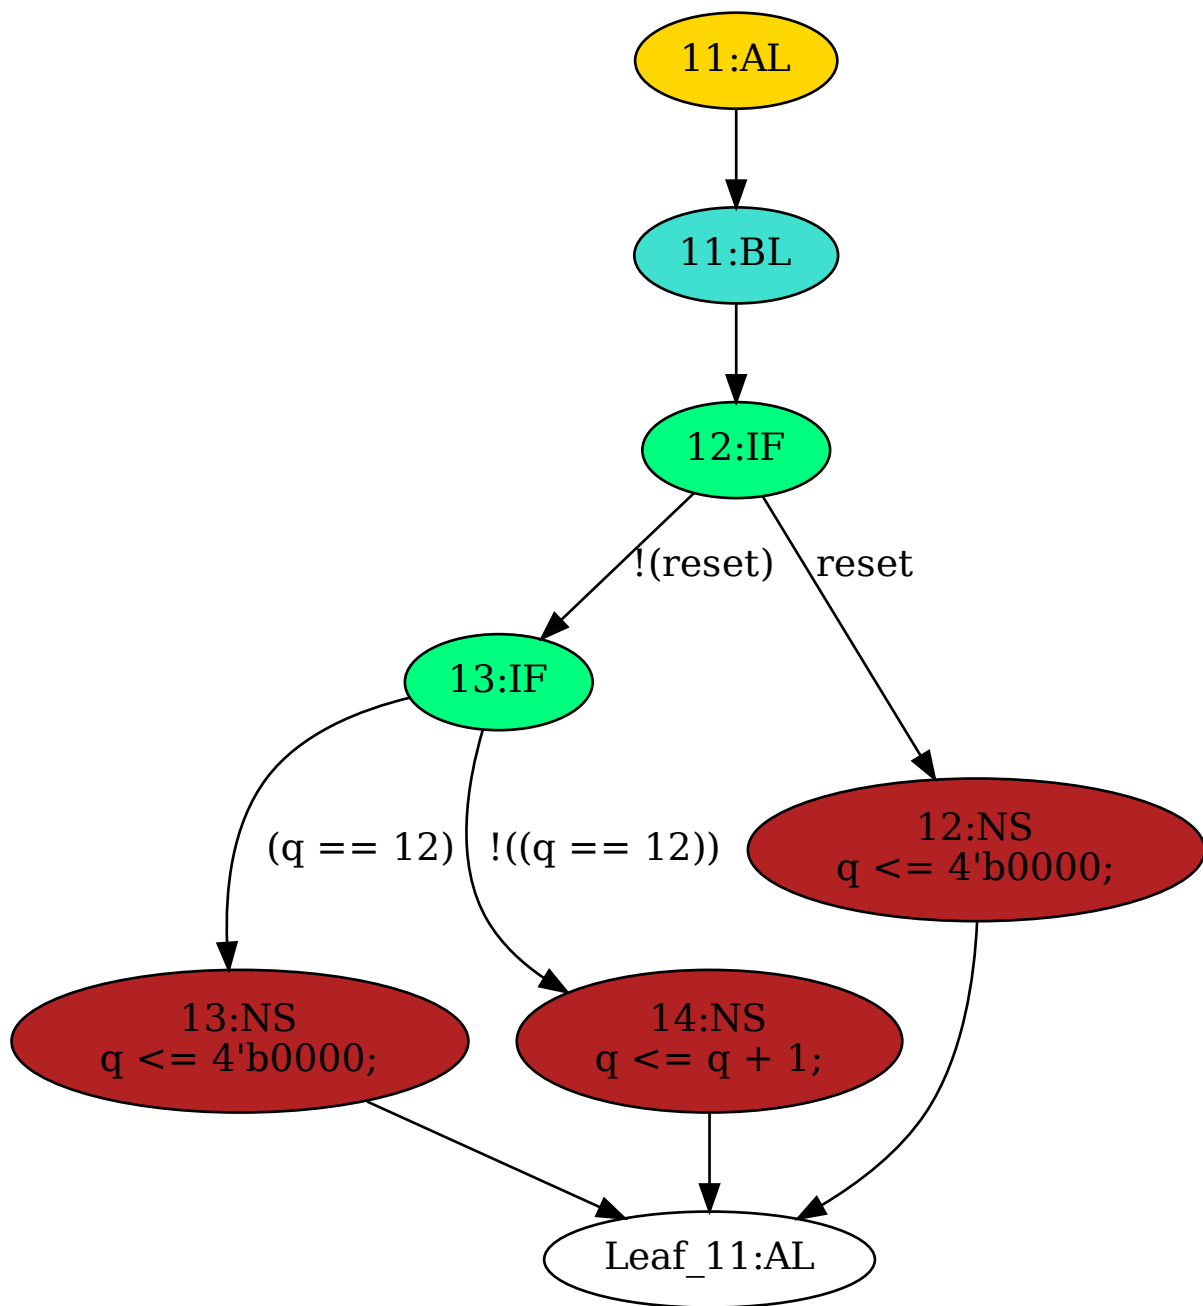 11:AL
11:BL
12:IF
!(reset)
reset
13:IF
(q == 12)
!((q == 12))
12:NS
q <= 4'b0000;
13:NS
q <= 4'b0000;
14:NS
q <= q + 1;
Leaf_11:AL